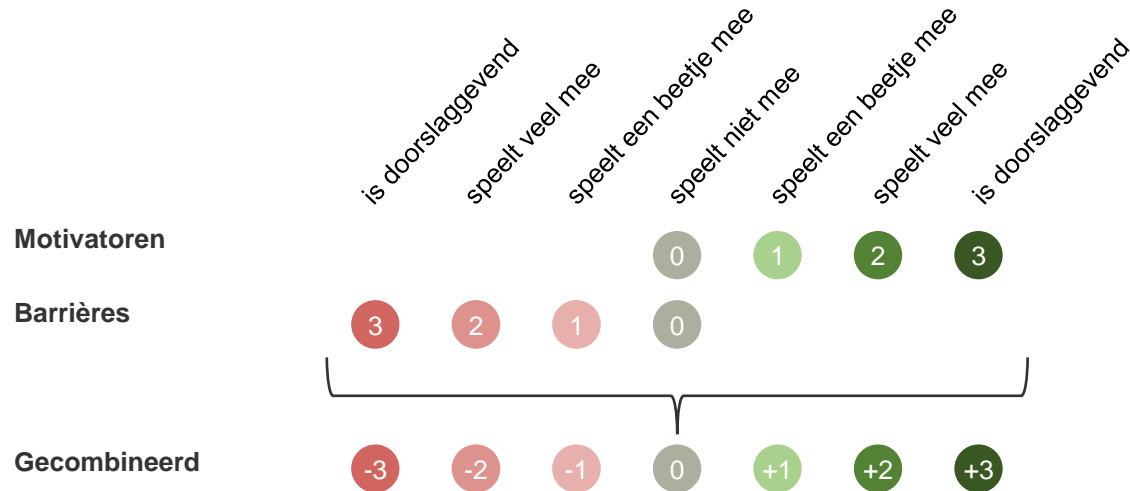 is doorslaggevend
speelt veel mee
speelt een beetje mee
speelt niet mee
speelt een beetje mee
speelt veel mee
is doorslaggevend
Motivatoren 0 1 2 3
Barrières 3 2 1 0
Gecombineerd -3 -2 -1 0 +1 +2 +3